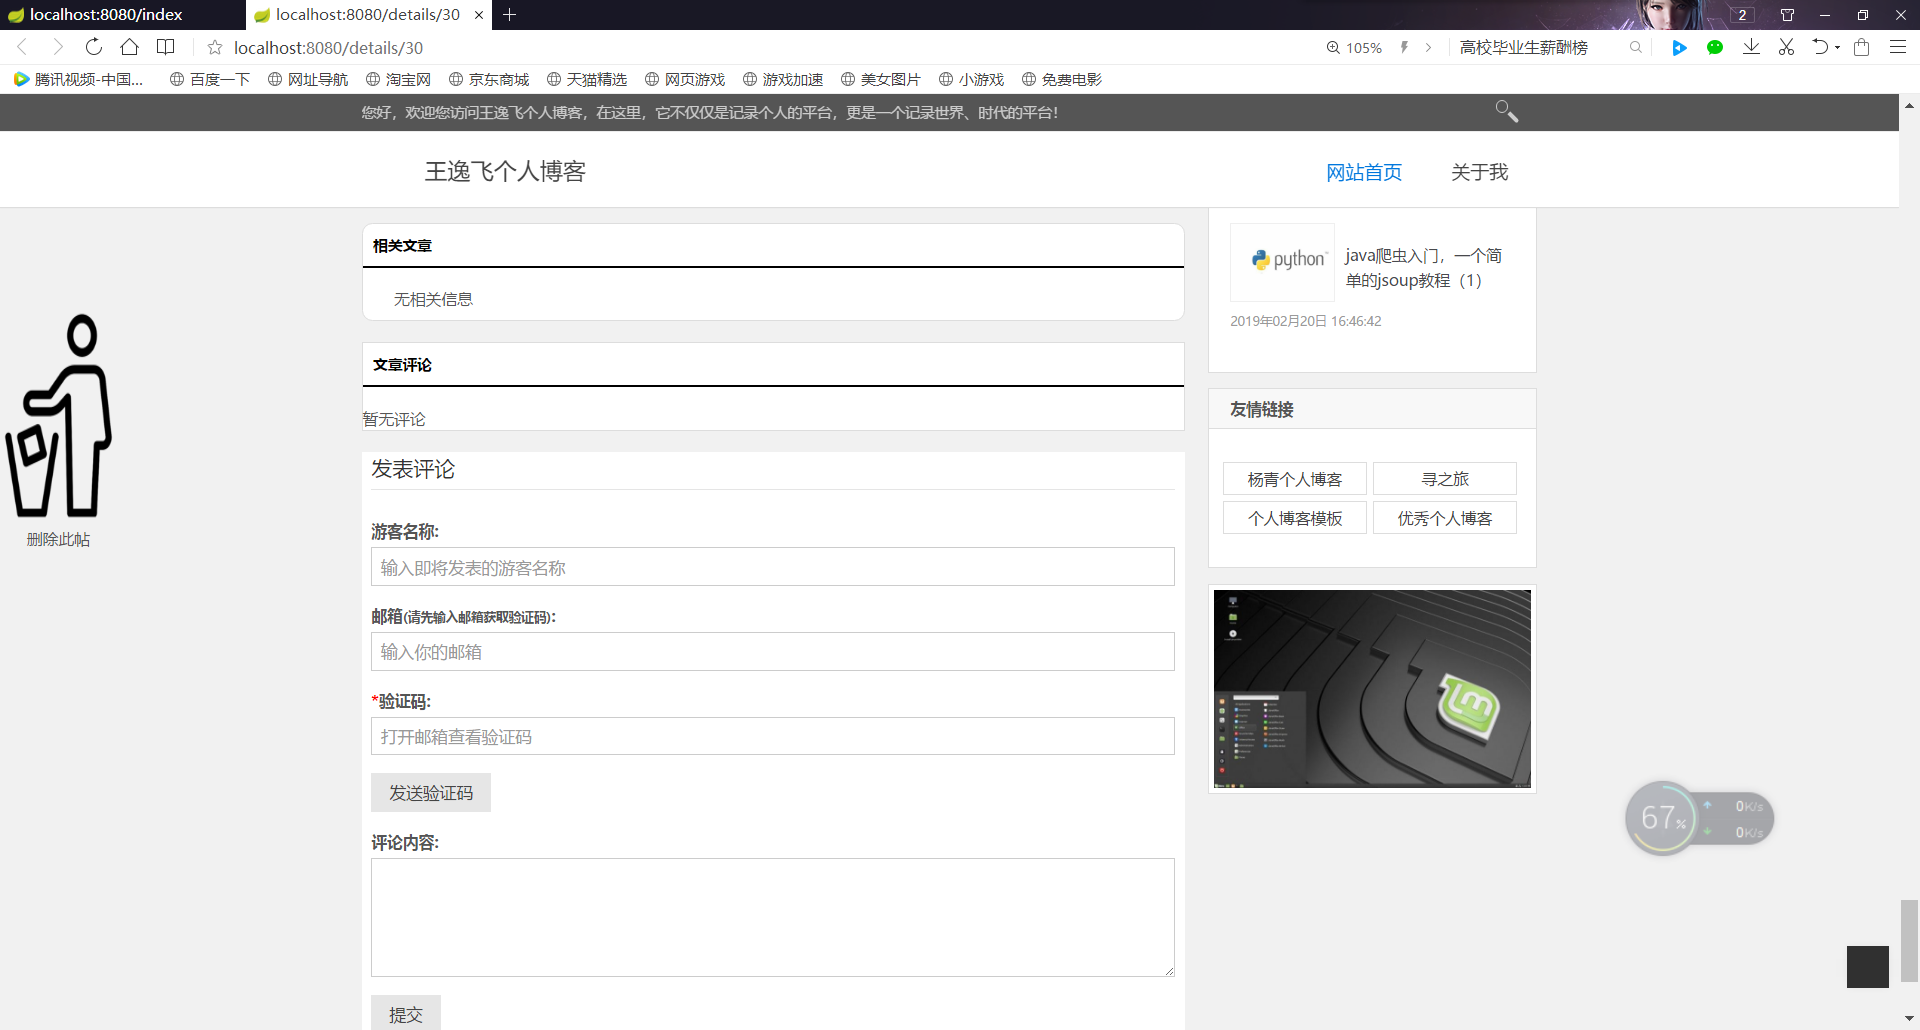 localhost:8080/index
localhost:8080/details/30
2
localhost:8080/details/30
105%
高校毕业生薪酬榜
腾讯视频-中国...
百度一下
网址导航
淘宝网
京东商城
天猫精选
网页游戏
游戏加速
美女图片
小游戏
免费电影
您好，欢迎您访问王逸飞个人博客，在这里，它不仅仅是记录个人的平台，更是一个记录世界、时代的平台！
王逸飞个人博客
网站首页
关于我
相关文章
无相关信息
文章评论
暂无评论
发表评论
游客名称:
输入即将发表的游客名称
邮箱(请先输入邮箱获取验证码):
输入你的邮箱
*验证码:
打开邮箱查看验证码
发送验证码
评论内容:
提交
删除此帖
python
java爬虫入门，一个简
单的jsoup教程（1）
2019年02月20日 16:46:42
友情链接
杨青个人博客
寻之旅
个人博客模板
优秀个人博客
67%
0K/s
0K/s